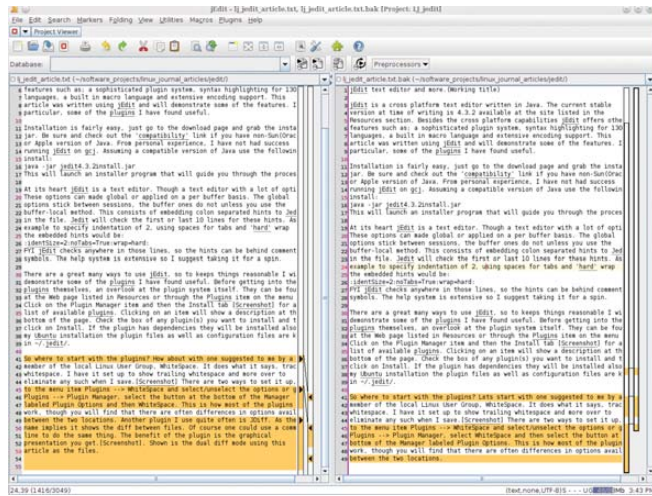 jEdit - lj_jedit_article.txt, lj_jedit_article.txt.bak [Project: LJ_jedit]
File Edit Search Markers Folding View Utilities Macros Plugins Help
Project Viewer
Database:
Preprocessors
lj_jedit_article.txt (~/software_projects/linux_journal_articles/jedit/)
features such as: a sophisticated plugin system, syntax highlighting for 130
languages, a built in macro language and extensive encoding support. This
article was written using jEdit and will demonstrate some of the features. I
particular, some of the plugins I have found useful.
Installation is fairly easy, just go to the download page and grab the insta
jar. Be sure and check out the 'compatibility' link if you have non-Sun(Orac
or Apple version of Java. From personal experience, I have not had success
running jEdit on gcj. Assuming a compatible version of Java use the followin
install:
java -jar jedit4.3.2install.jar
This will launch an installer program that will guide you through the proces
At its heart jEdit is a text editor. Though a text editor with a lot of opti
These options can made global or applied on a per buffer basis. The global
options stick between sessions, the buffer ones do not unless you use the
buffer-local method. This consists of embedding colon separated hints to Jed
in the file. Jedit will check the first or last 10 lines for these hints. As
example to specify indentation of 2, using spaces for tabs and 'hard' wrap
the embedded hints would be:
:identSize=2:noTabs=True:wrap=hard:
FYI jEdit checks anywhere in those lines, so the hints can be behind comment
symbols. The help system is extensive so I suggest taking it for a spin.
There are a great many ways to use jEdit, so to keeps things reasonable I wi
demonstrate some of the plugins I have found useful. Before getting into the
plugins themselves, an overlook at the plugin system itself. They can be fou
at the Web page listed in Resources or through the Plugins item on the menu
Click on the Plugin Manager item and then the Install tab [Screenshot] for a
list of available plugins. Clicking on an item will show a description at th
bottom of the page. Check the box of any plugin(s) you want to install and t
click on Install. If the plugin has dependencies they will be installed also
my Ubuntu installation the plugin files as well as configuration files are k
in ~/.jedit/.
So where to start with the plugins? How about with one suggested to me by a
member of the local Linux User Group, WhiteSpace. It does what it says, trac
whitespace. I have it set up to show trailing whitespace and more over to
eliminate any such when I save.[Screenshot] There are two ways to set it up,
to the menu item Plugins --> WhiteSpace and select/unselect the options or g
Plugins --> Plugin Manager, select the button at the bottom of the Manager
labeled Plugin Options and then WhiteSpace. This is how most of the plugins
work, though you will find that there are often differences in options avail
between the two locations. Another plugin I use quite often is JDiff. As the
name implies it shows the diff between files. Of course one could use a comm
line to do the same thing. The benefit of the plugin is the graphical
presentation you get.[Screenshot]. Shown is the dual diff mode using this
article as the files.
24,39 (1416/3049)
lj_jedit_article.txt.bak (~/software_projects/linux_journal_articles/jedit/)
jEdit text editor and more.(Working title)
jEdit is a cross platform text editor written in Java. The current stable
version at time of writing is 4.3.2 available at the site listed in the
Resources section. Besides the cross platform capabilities jEdit offers othe
features such as: a sophisticated plugin system, syntax highlighting for 130
languages, a built in macro language and extensive encoding support. This
article was written using jEdit and will demonstrate some of the features. I
particular, some of the plugins I have found useful.
Installation is fairly easy, just go to the download page and grab the insta
jar. Be sure and check out the 'compatibility' link if you have non-Sun(Orac
or Apple version of Java. From personal experience, I have not had success
running jEdit on gcj. Assuming a compatible version of Java use the followin
install:
java -jar jedit4.3.2install.jar
This will launch an installer program that will guide you through the proces
At its heart jEdit is a text editor. Though a text editor with a lot of opti
These options can made global or applied on a per buffer basis. The global
options stick between sessions, the buffer ones do not unless you use the
buffer-local method. This consists of embedding colon separated hints to Jed
in the file. Jedit will check the first or last 10 lines for these hints. As
example to specify indentation of 2, using spaces for tabs and 'hard' wrap
the embedded hints would be:
:identSize=2:noTabs=True:wrap=hard:
FYI jEdit checks anywhere in those lines, so the hints can be behind comment
symbols. The help system is extensive so I suggest taking it for a spin.
There are a great many ways to use jEdit, so to keeps things reasonable I wi
demonstrate some of the plugins I have found useful. Before getting into the
plugins themselves, an overlook at the plugin system itself. They can be fou
at the Web page listed in Resources or through the Plugins item on the menu
Click on the Plugin Manager item and then the Install tab [Screenshot] for a
list of available plugins. Clicking on an item will show a description at th
bottom of the page. Check the box of any plugin(s) you want to install and t
click on Install. If the plugin has dependencies they will be installed also
my Ubuntu installation the plugin files as well as configuration files are k
in ~/.jedit/.
So where to start with the plugins? Lets start with one suggested to me by a
member of the local Linux User Group, WhiteSpace. It does what it says, trac
whitespace. I have it set up to show trailing whitespace and more over to
eliminate any such when I save.[Screenshot] There are two ways to set it up,
to the menu item Plugins --> WhiteSpace and select/unselect the options or g
Plugins --> Plugin Manager, select WhiteSpace and then select the button at
bottom of the Manager labeled Plugin Options. This is how most of the plugin
work, though you will find that there are often differences in options avail
between the two locations.
(text,none,UTF-8)
3:43 PM